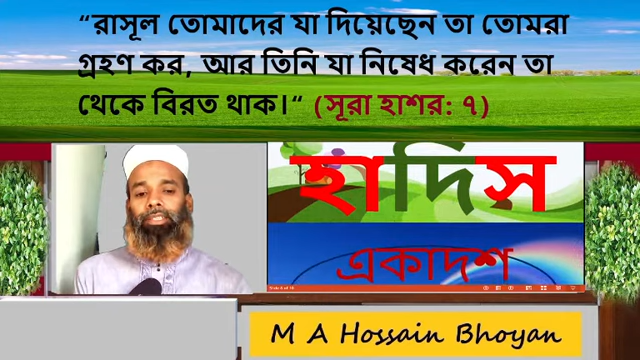 “রাসূল তোমাদের যা দিয়েছেন তা তোমরা
গ্রহণ কর, আর তিনি যা নিষেধ করেন তা
থেকে বিরত থাক।“ (সূরা হাশর: ৭)
হাদিস
একাদশ
M A Hossain Bhoyan